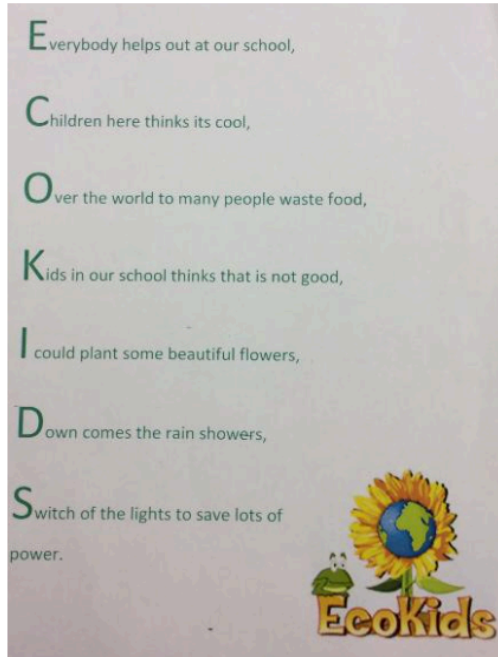 Everybody helps out at our school,
Children here thinks its cool,
Over the world to many people waste food,
Kids in our school thinks that is not good,
I could plant some beautiful flowers,
Down comes the rain showers,
Switch of the lights to save lots of
power.
EcoKids